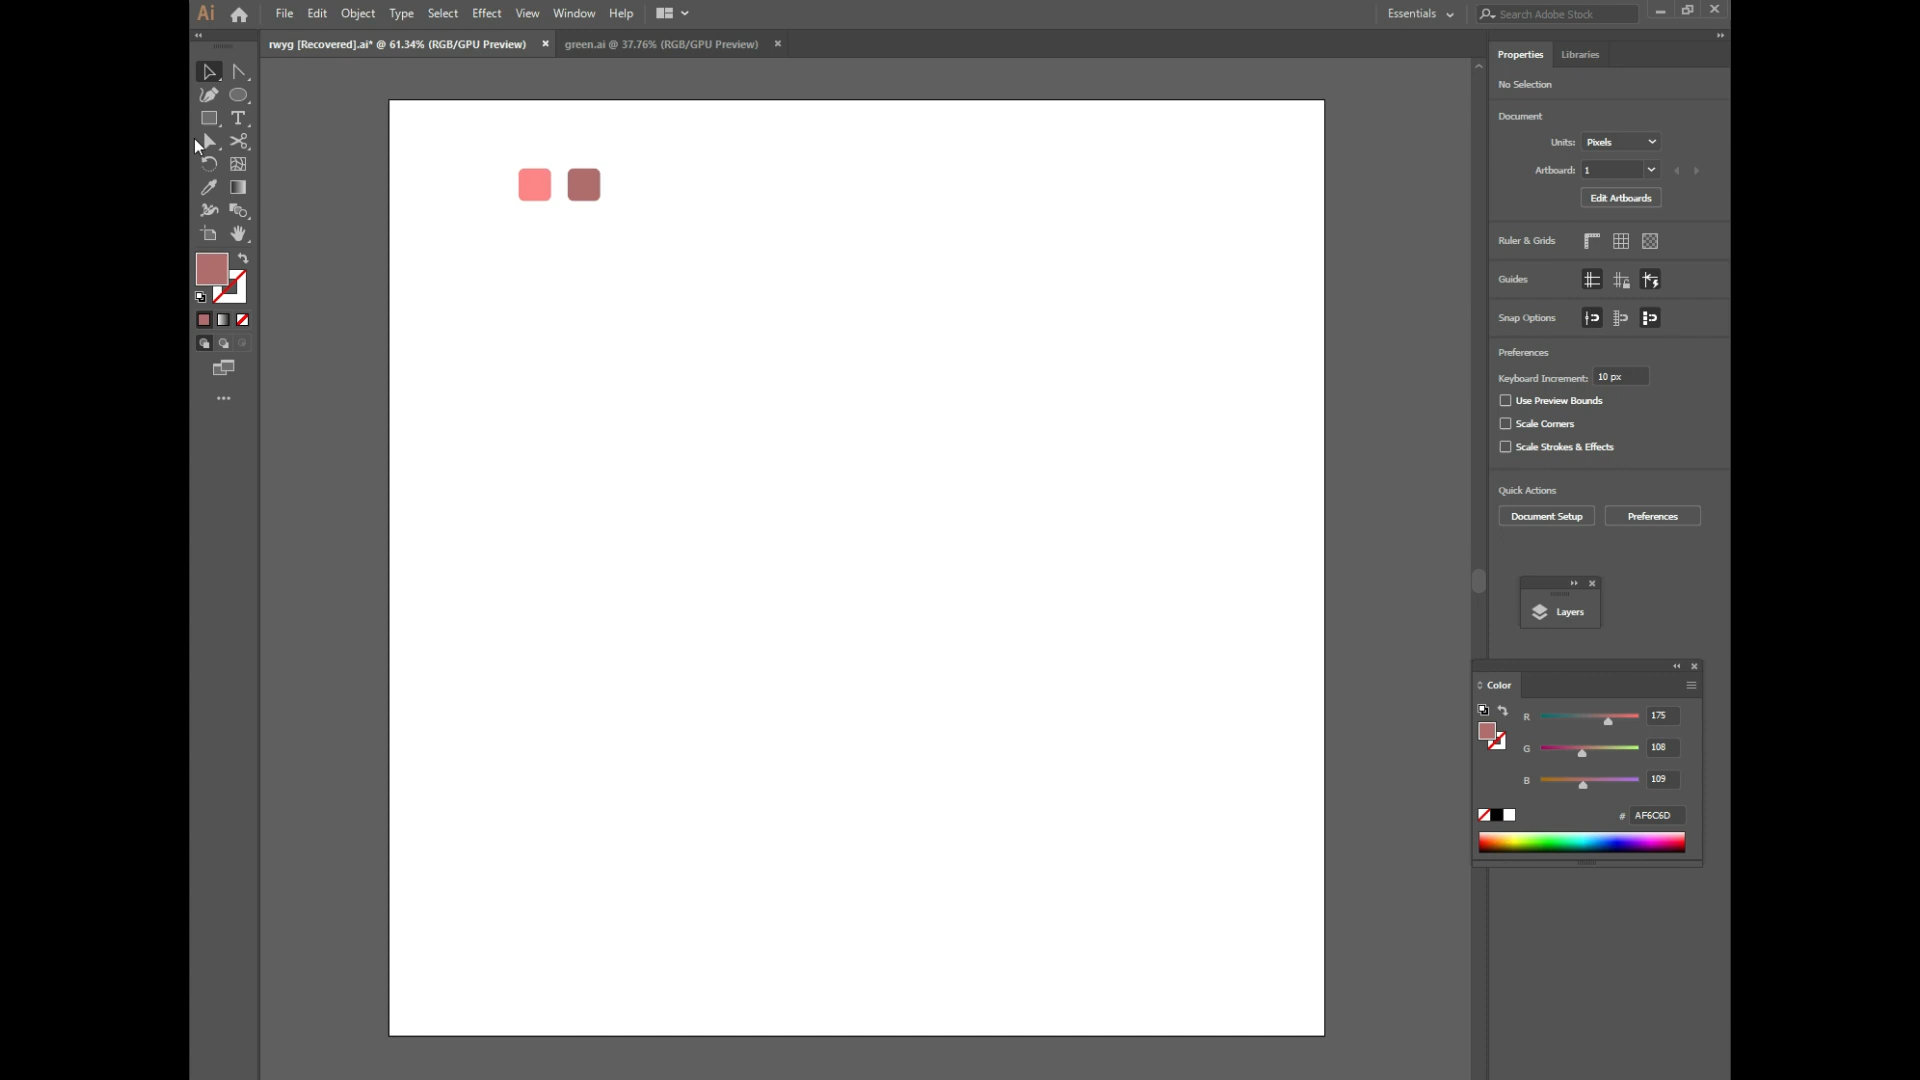 Ai File Edit Object Type Select Effect View Window Help Essentials Search Adobe Stock
rwyg [Recovered].ai* @ 61.34% (RGB/GPU Preview) × green.ai @ 37.76% (RGB/GPU Preview) ×
Properties Libraries
No Selection
Document
Units: Pixels
Artboard: 1
Edit Artboards
Ruler & Grids
Guides
Snap Options
Preferences
Keyboard Increment: 10 px
Use Preview Bounds
Scale Corners
Scale Strokes & Effects
Quick Actions
Document Setup Preferences
Layers
Color
R 175
G 108
B 109
# AF6C6D